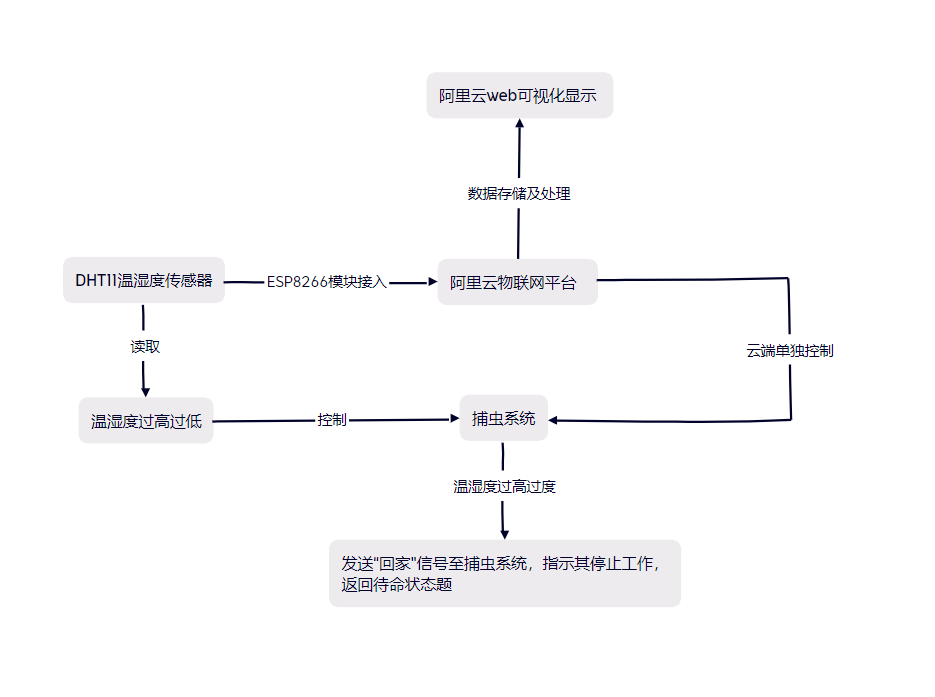 阿里云web可视化显示
数据存储及处理
DHT11温湿度传感器
ESP8266模块接入
阿里云物联网平台
读取
云端单独控制
温湿度过高过低
控制
捕虫系统
温湿度过高过度
发送"回家"信号至捕虫系统，指示其停止工作，
返回待命状态题